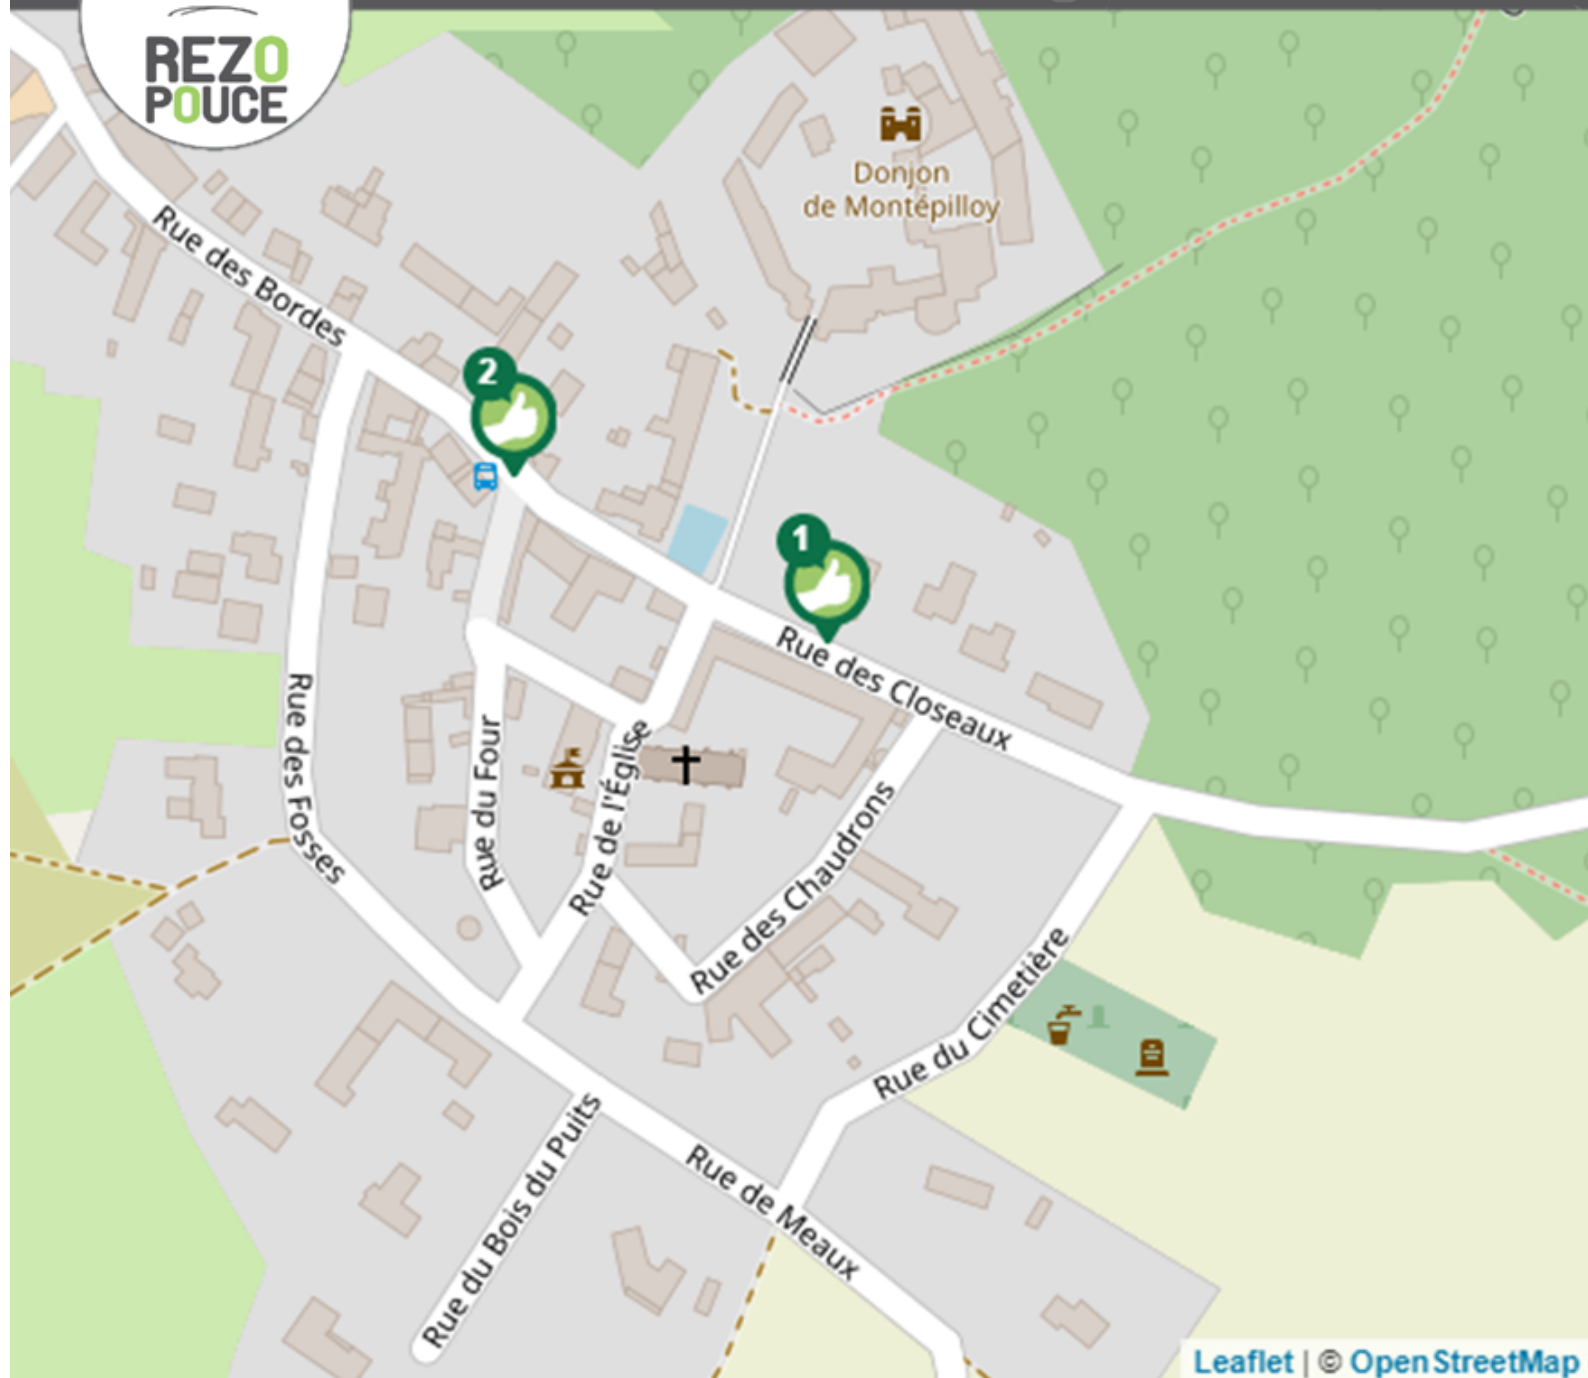 REZO
POUCE
Donjon
de Montépilloy
Rue des Bordes
2
1
Rue des Closeaux
Rue des Fosses
Rue du Four
Rue de l'Église
Rue des Chaudrons
Rue du Cimetière
Rue du Bois du Puits
Rue de Meaux
Leaflet | © OpenStreetMap